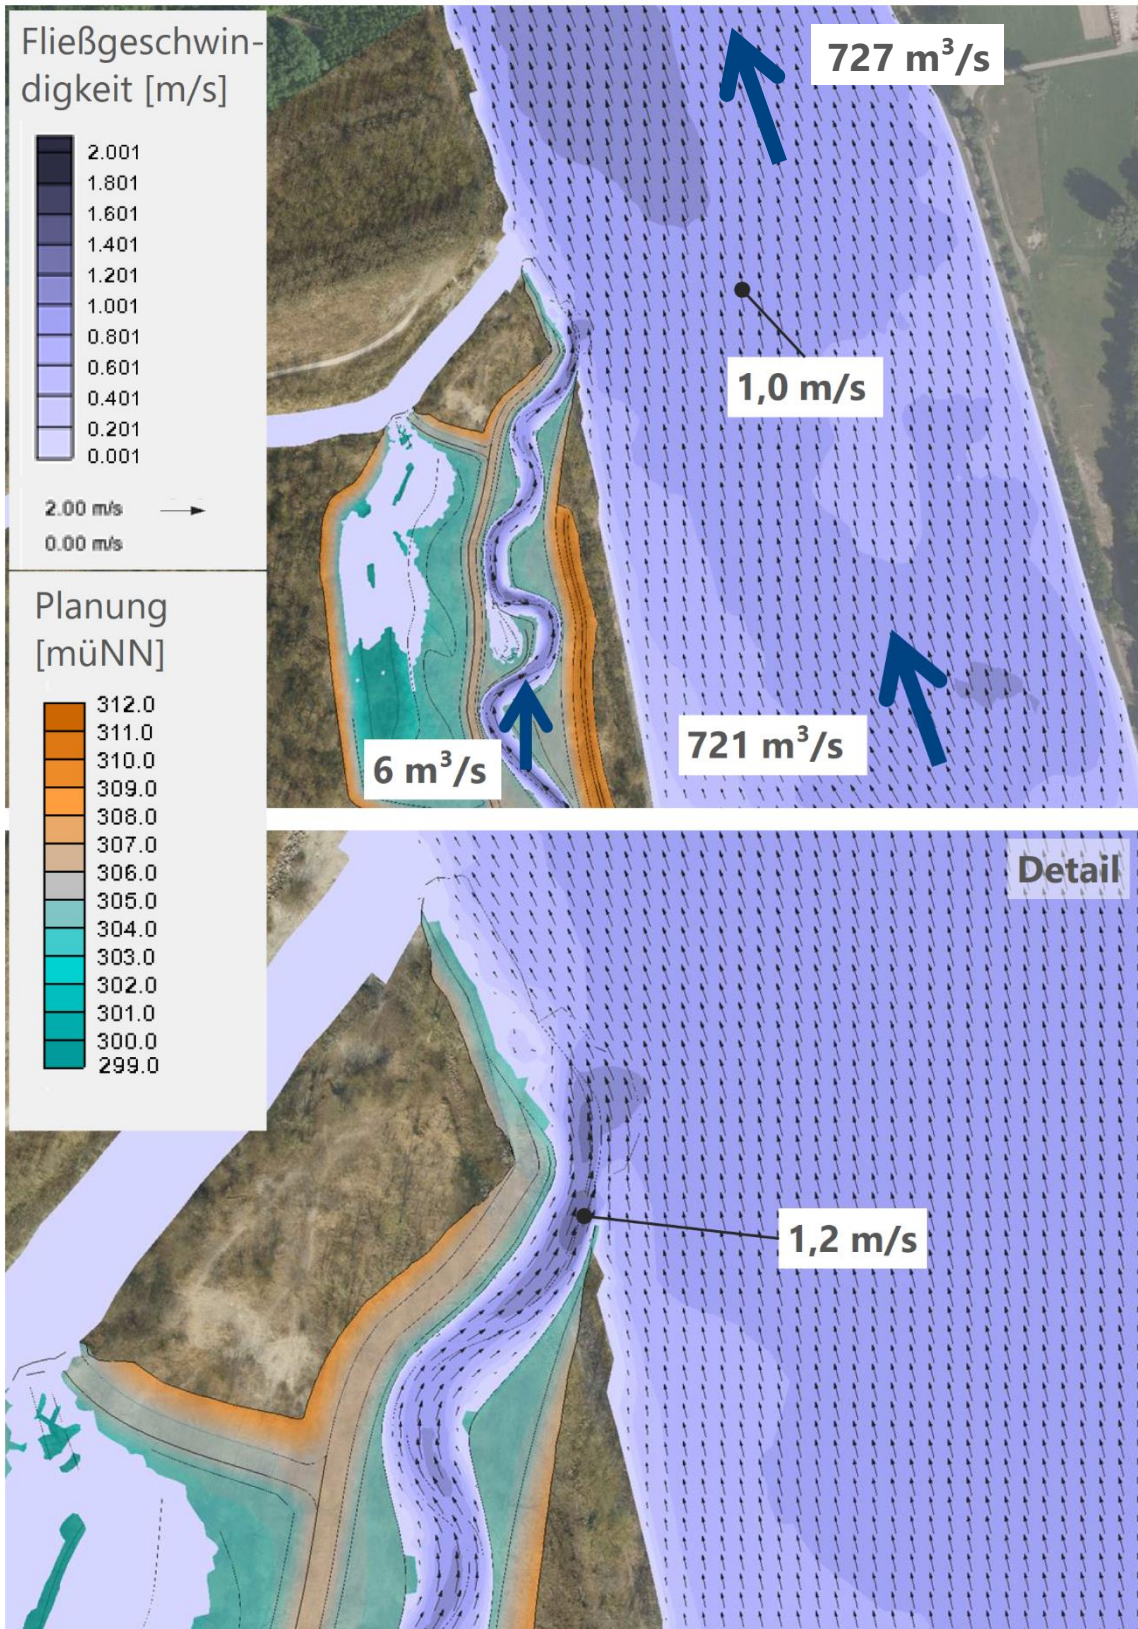 Fließgeschwin-
digkeit [m/s]
2.001
1.801
1.601
1.401
1.201
1.001
0.801
0.601
0.401
0.201
0.001
2.00 m/s
0.00 m/s
Planung
[müNN]
312.0
311.0
310.0
309.0
308.0
307.0
306.0
305.0
304.0
303.0
302.0
301.0
300.0
299.0
727 m³/s
1,0 m/s
721 m³/s
6 m³/s
Detail
1,2 m/s